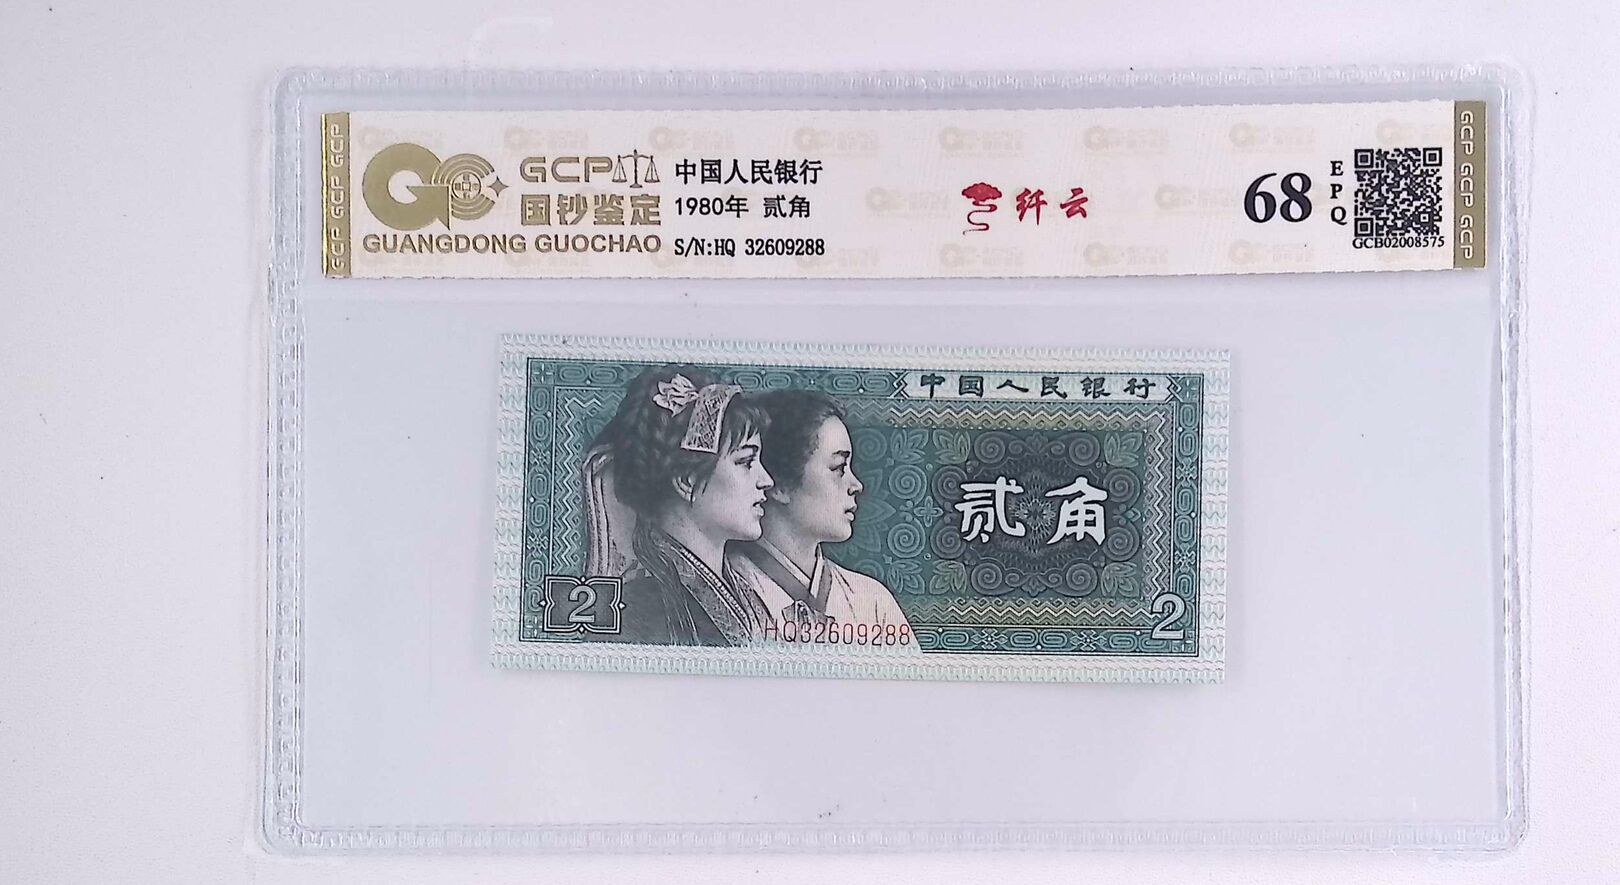 GCP GCP GCP
GCP
国钞鉴定
GUANGDONG GUOCHAO
中国人民银行
1980年 贰角
S/N:HQ 32609288
纤云
68
EPQ
GCB02008575
GCP GCP GCP
中国人民银行
贰角
2
HQ32609288
2